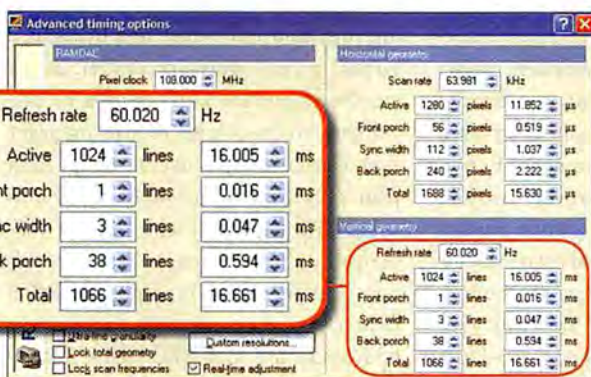 Advanced timing options
RAMDAC
Pixel clock 108.000 MHz
Refresh rate 60.020 Hz
Active 1024 lines 16.005 ms
nt porch 1 lines 0.016 ms
nc width 3 lines 0.047 ms
k porch 38 lines 0.594 ms
Total 1066 lines 16.661 ms
Lock total geometry
Lock scan frequencies
Custom resolutions...
Real-time adjustment
Horizontal geometry
Scan rate 63.981 kHz
Active 1280 pixels 11.852 µs
Front porch 56 pixels 0.519 µs
Sync width 112 pixels 1.037 µs
Back porch 240 pixels 2.222 µs
Total 1688 pixels 15.630 µs
Vertical geometry
Refresh rate 60.020 Hz
Active 1024 lines 16.005 ms
Front porch 1 lines 0.016 ms
Sync width 3 lines 0.047 ms
Back porch 38 lines 0.594 ms
Total 1066 lines 16.661 ms